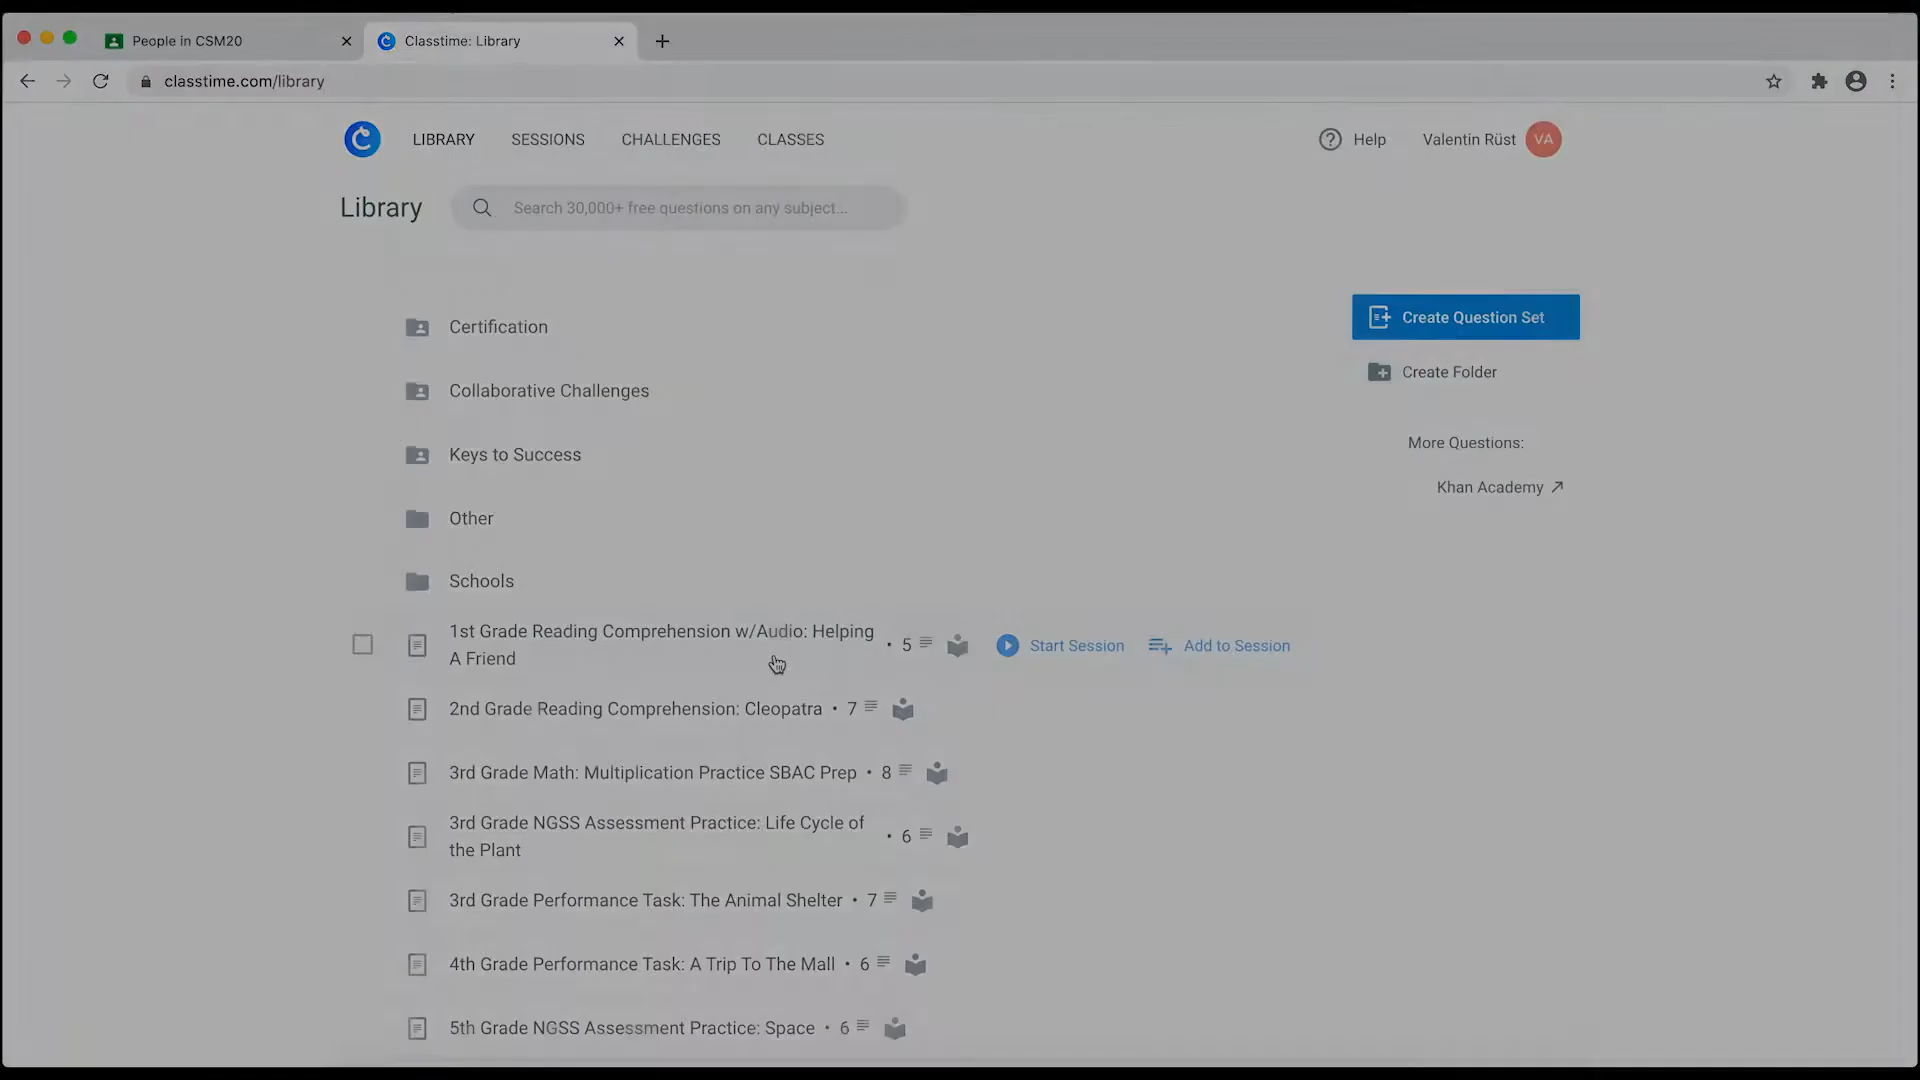 People in CSM20
Classtime: Library
classtime.com/library
LIBRARY SESSIONS CHALLENGES CLASSES
Help Valentin Rüst VA
Library Search 30,000+ free questions on any subject...
Certification
Create Question Set
Create Folder
Collaborative Challenges
More Questions:
Keys to Success
Khan Academy
Other
Schools
1st Grade Reading Comprehension w/Audio: Helping
A Friend • 5 Start Session Add to Session
2nd Grade Reading Comprehension: Cleopatra • 7
3rd Grade Math: Multiplication Practice SBAC Prep • 8
3rd Grade NGSS Assessment Practice: Life Cycle of
the Plant • 6
3rd Grade Performance Task: The Animal Shelter • 7
4th Grade Performance Task: A Trip To The Mall • 6
5th Grade NGSS Assessment Practice: Space • 6